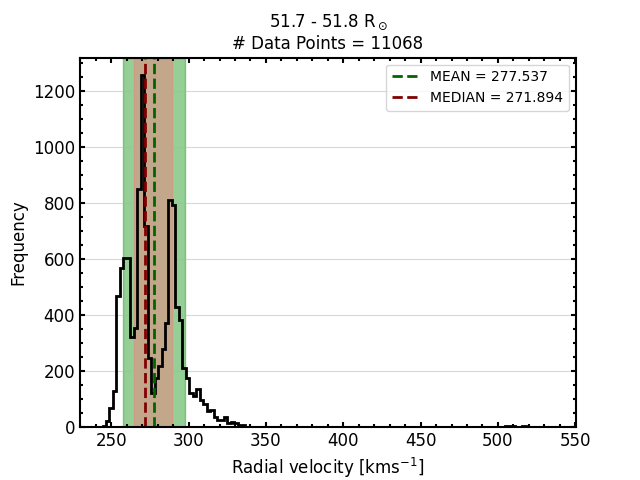 51.7 - 51.8 R⊙
# Data Points = 11068
MEAN = 277.537
MEDIAN = 271.894
Frequency
1200
1000
800
600
400
200
0
250 300 350 400 450 500 550
Radial velocity [kms⁻¹]